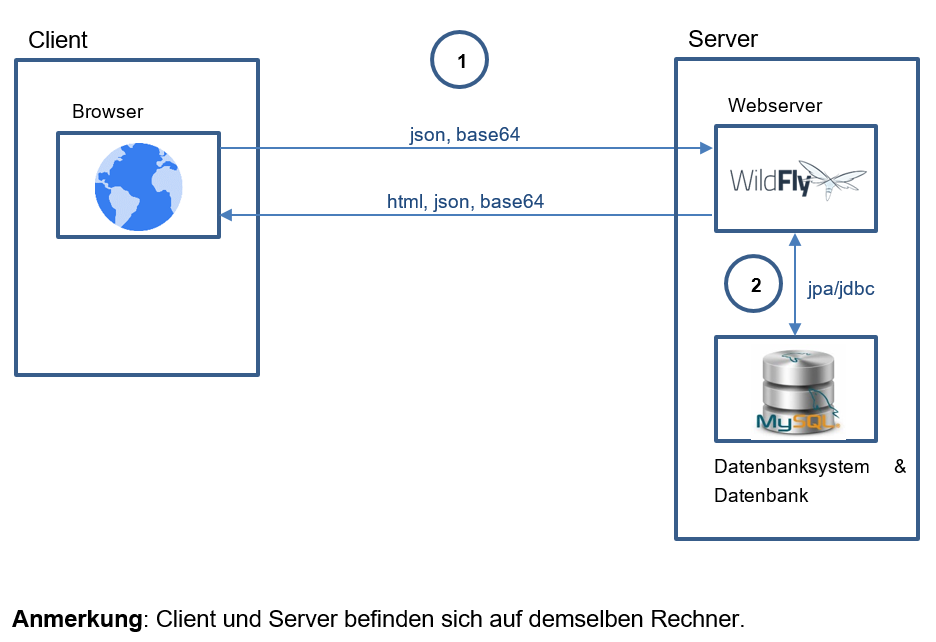 Client
Server
1
Browser
Webserver
json, base64
WildFly
html, json, base64
2
jpa/jdbc
MySQL
Datenbanksystem &
Datenbank
Anmerkung: Client und Server befinden sich auf demselben Rechner.